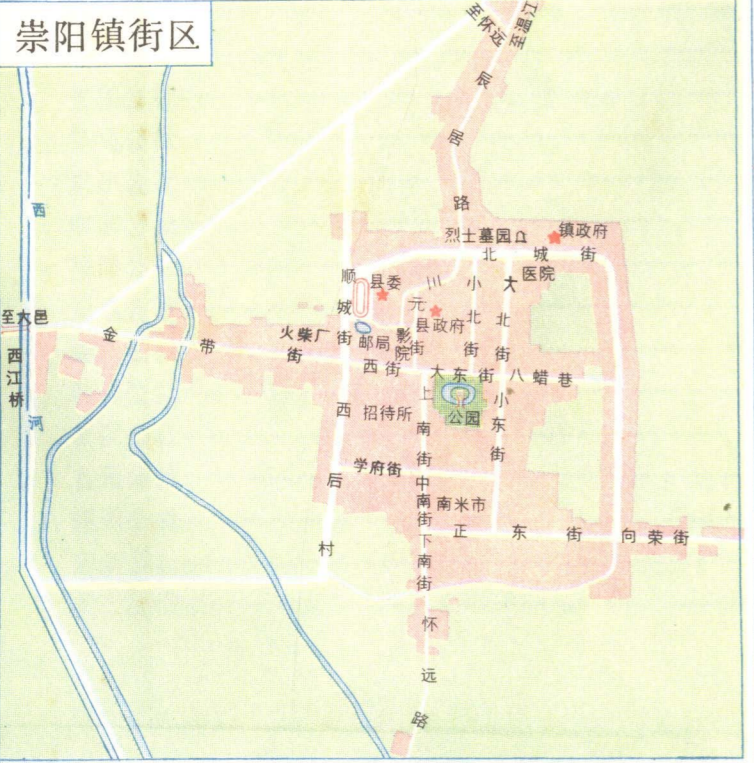 崇阳镇街区
至怀远
至温江
辰居路
西河
烈士墓园
镇政府
北城街
医院
顺城街
县委
三元街
小北街
大北街
县政府
至大邑
金带街
火柴厂
邮局
影院
西江桥
西街
大东街
八蜡巷
公园
上南街
小东街
西后村
招待所
学府街
中南街
南米市
正东街
向荣街
下南街
怀远路